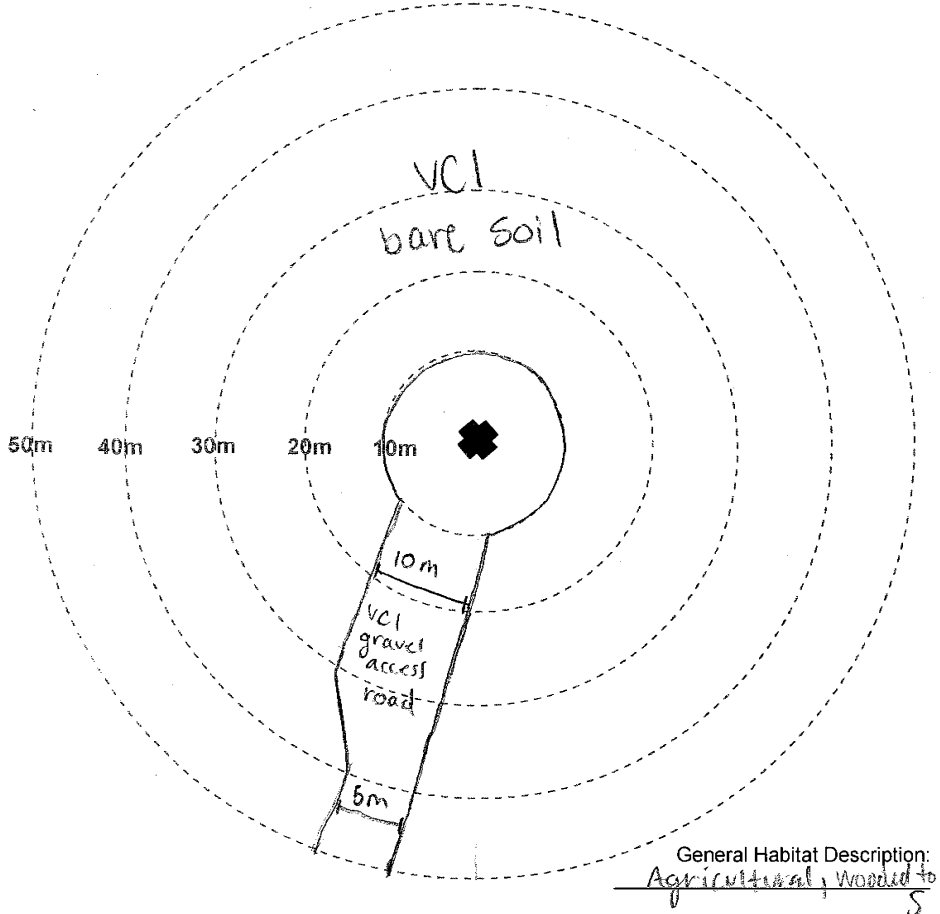 VC1
bare soil
50m 40m 30m 20m 10m
10m
VC1
gravel
access
road
5m
General Habitat Description:
Agricultural, Wooded to
S